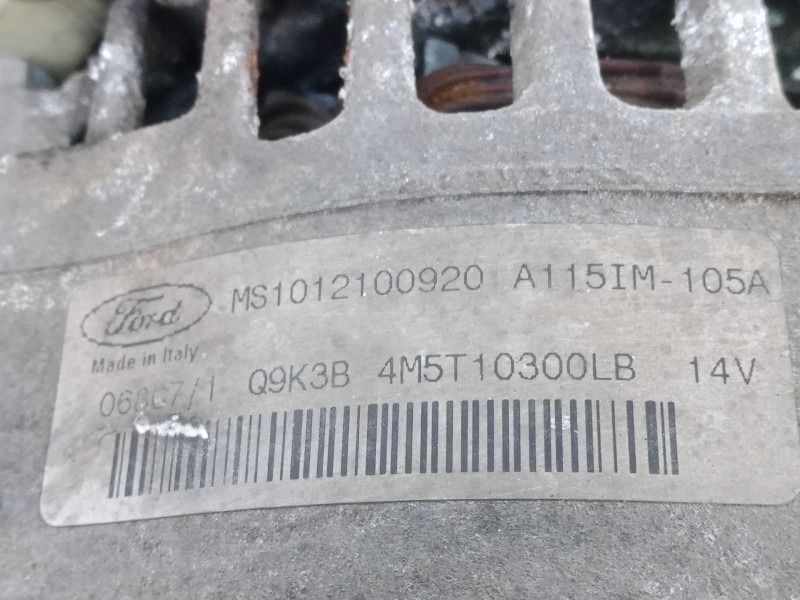 Ford MS1012100920 A115IM-105A
Made in Italy
Q9K3B 4M5T10300LB 14V